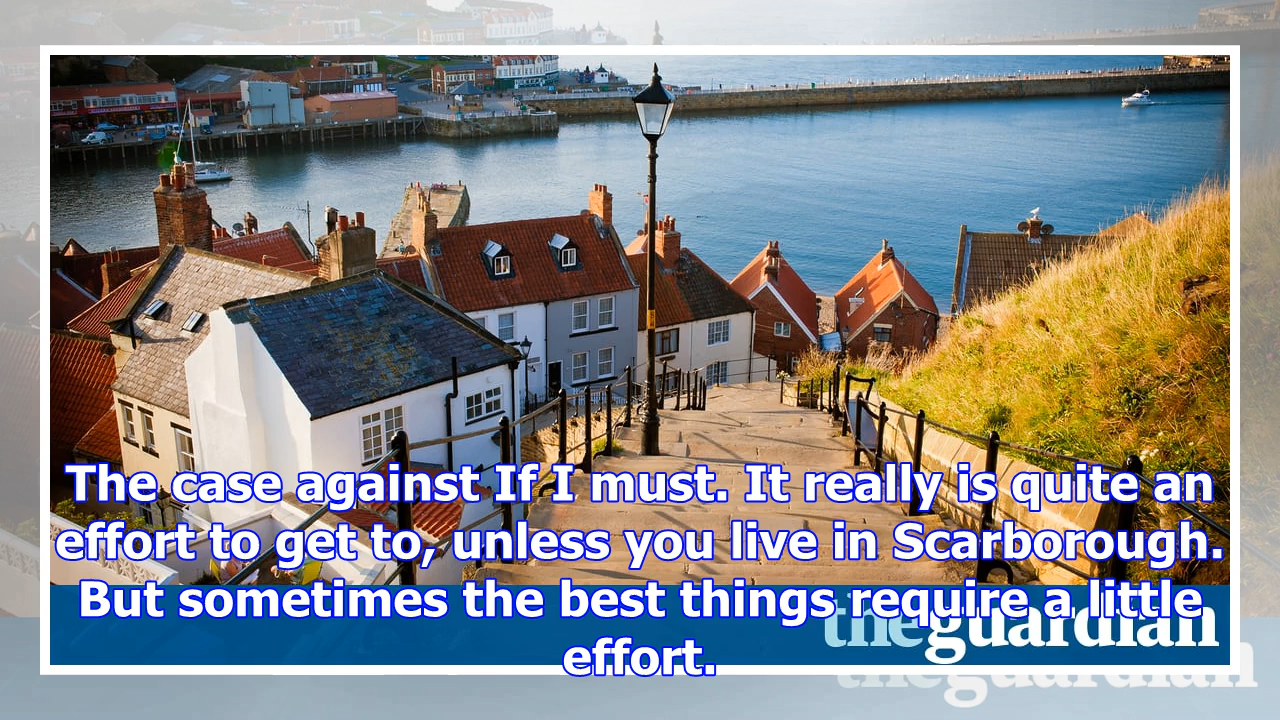 The case against If I must. It really is quite an
effort to get to, unless you live in Scarborough.
But sometimes the best things require a little
effort.
theguardian
theguardian